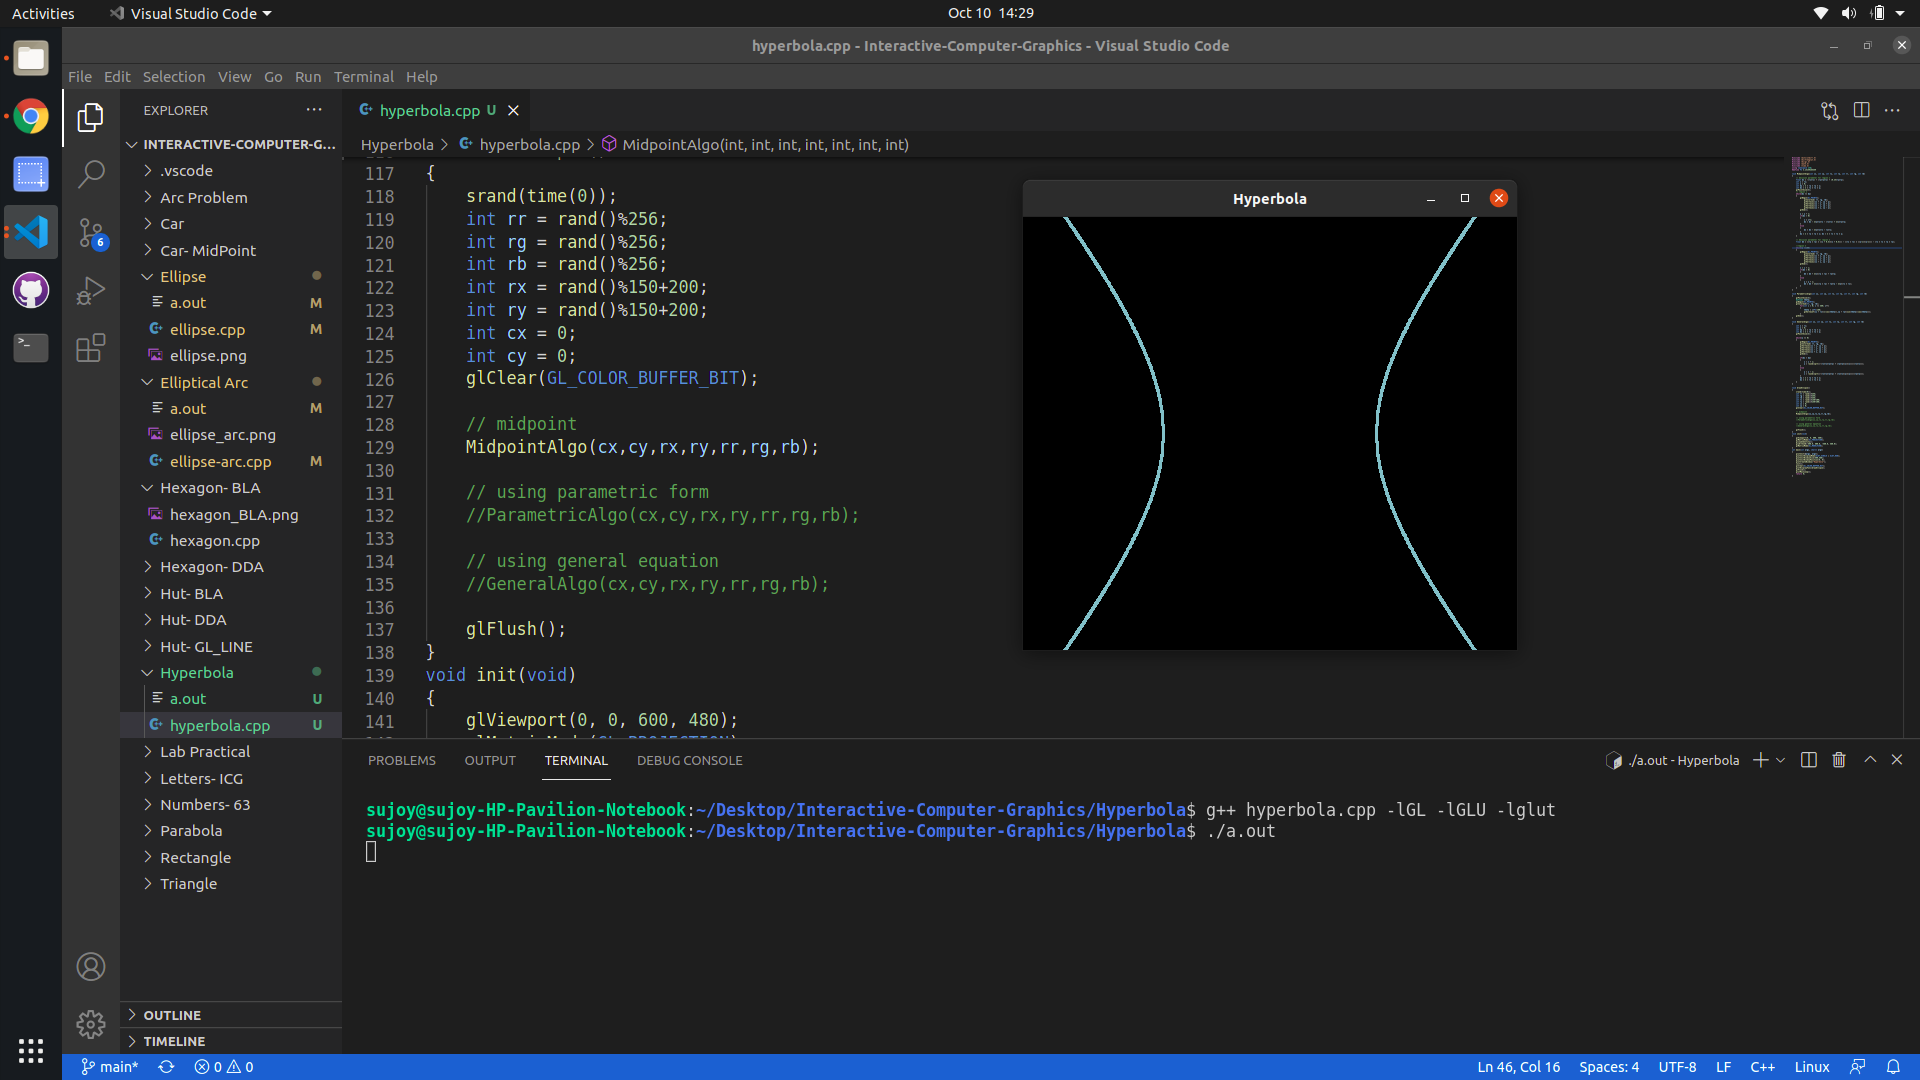 Activities
Visual Studio Code
Oct 10 14:29
hyperbola.cpp - Interactive-Computer-Graphics - Visual Studio Code
File Edit Selection View Go Run Terminal Help
EXPLORER
INTERACTIVE-COMPUTER-G...
.vscode
Arc Problem
Car
Car- MidPoint
Ellipse
a.out M
ellipse.cpp M
ellipse.png
Elliptical Arc
a.out M
ellipse_arc.png
ellipse-arc.cpp M
Hexagon- BLA
hexagon_BLA.png
hexagon.cpp
Hexagon- DDA
Hut- BLA
Hut- DDA
Hut- GL_LINE
Hyperbola
a.out U
hyperbola.cpp U
Lab Practical
Letters- ICG
Numbers- 63
Parabola
Rectangle
Triangle
OUTLINE
TIMELINE
6
hyperbola.cpp U
Hyperbola > hyperbola.cpp > MidpointAlgo(int, int, int, int, int, int, int)
117 {
118 srand(time(0));
119 int rr = rand()%256;
120 int rg = rand()%256;
121 int rb = rand()%256;
122 int rx = rand()%150+200;
123 int ry = rand()%150+200;
124 int cx = 0;
125 int cy = 0;
126 glClear(GL_COLOR_BUFFER_BIT);
127
128 // midpoint
129 MidpointAlgo(cx,cy,rx,ry,rr,rg,rb);
130
131 // using parametric form
132 //ParametricAlgo(cx,cy,rx,ry,rr,rg,rb);
133
134 // using general equation
135 //GeneralAlgo(cx,cy,rx,ry,rr,rg,rb);
136
137 glFlush();
138 }
139 void init(void)
140 {
141 glViewport(0, 0, 600, 480);
Hyperbola
PROBLEMS OUTPUT TERMINAL DEBUG CONSOLE
./a.out - Hyperbola
sujoy@sujoy-HP-Pavilion-Notebook:~/Desktop/Interactive-Computer-Graphics/Hyperbola$ g++ hyperbola.cpp -lGL -lGLU -lglut
sujoy@sujoy-HP-Pavilion-Notebook:~/Desktop/Interactive-Computer-Graphics/Hyperbola$ ./a.out
main* 0 0
Ln 46, Col 16 Spaces: 4 UTF-8 LF C++ Linux